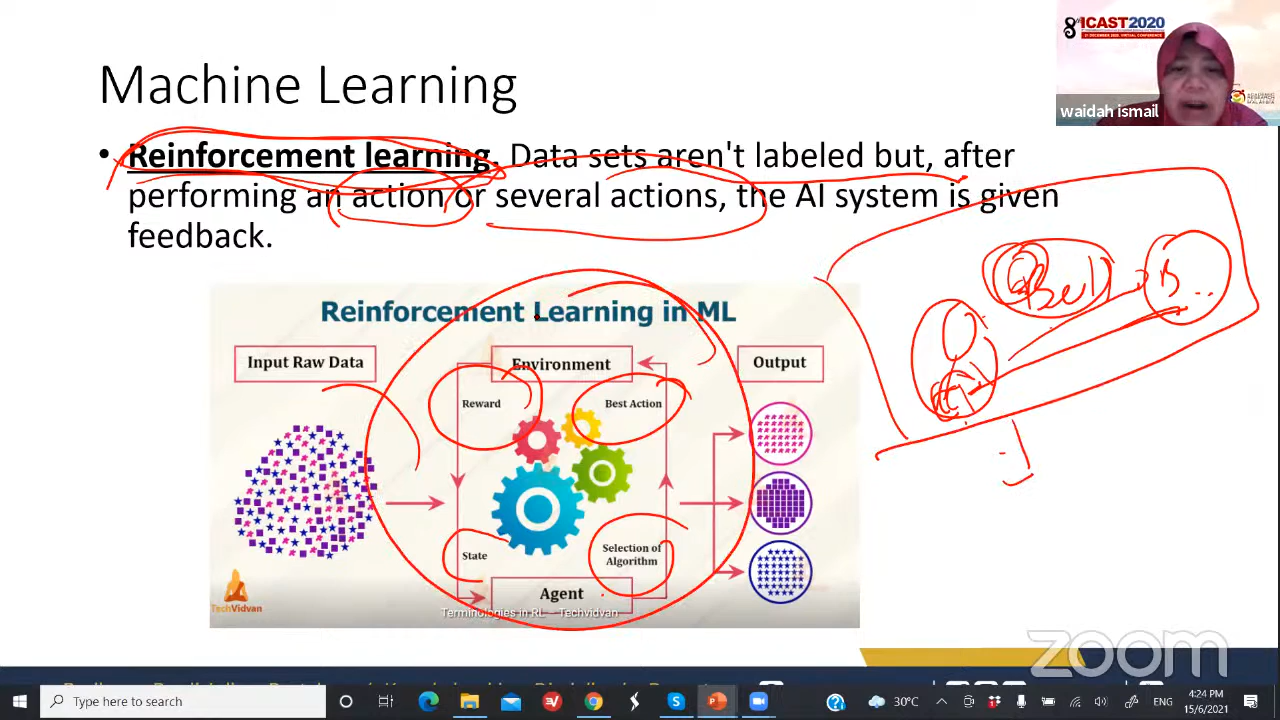 8th ICAST2020
waidah ismail
Machine Learning
• Reinforcement learning. Data sets aren't labeled but, after
performing an action or several actions, the AI system is given
feedback.
Bell
B..
Reinforcement Learning in ML
Input Raw Data
Environment
Output
Reward
Best Action
State
Selection of
Algorithm
Agent
TechVidvan
Terminologies in RL – Techvidvan
zoom
Type here to search
30°C
ENG
4:24 PM
15/6/2021